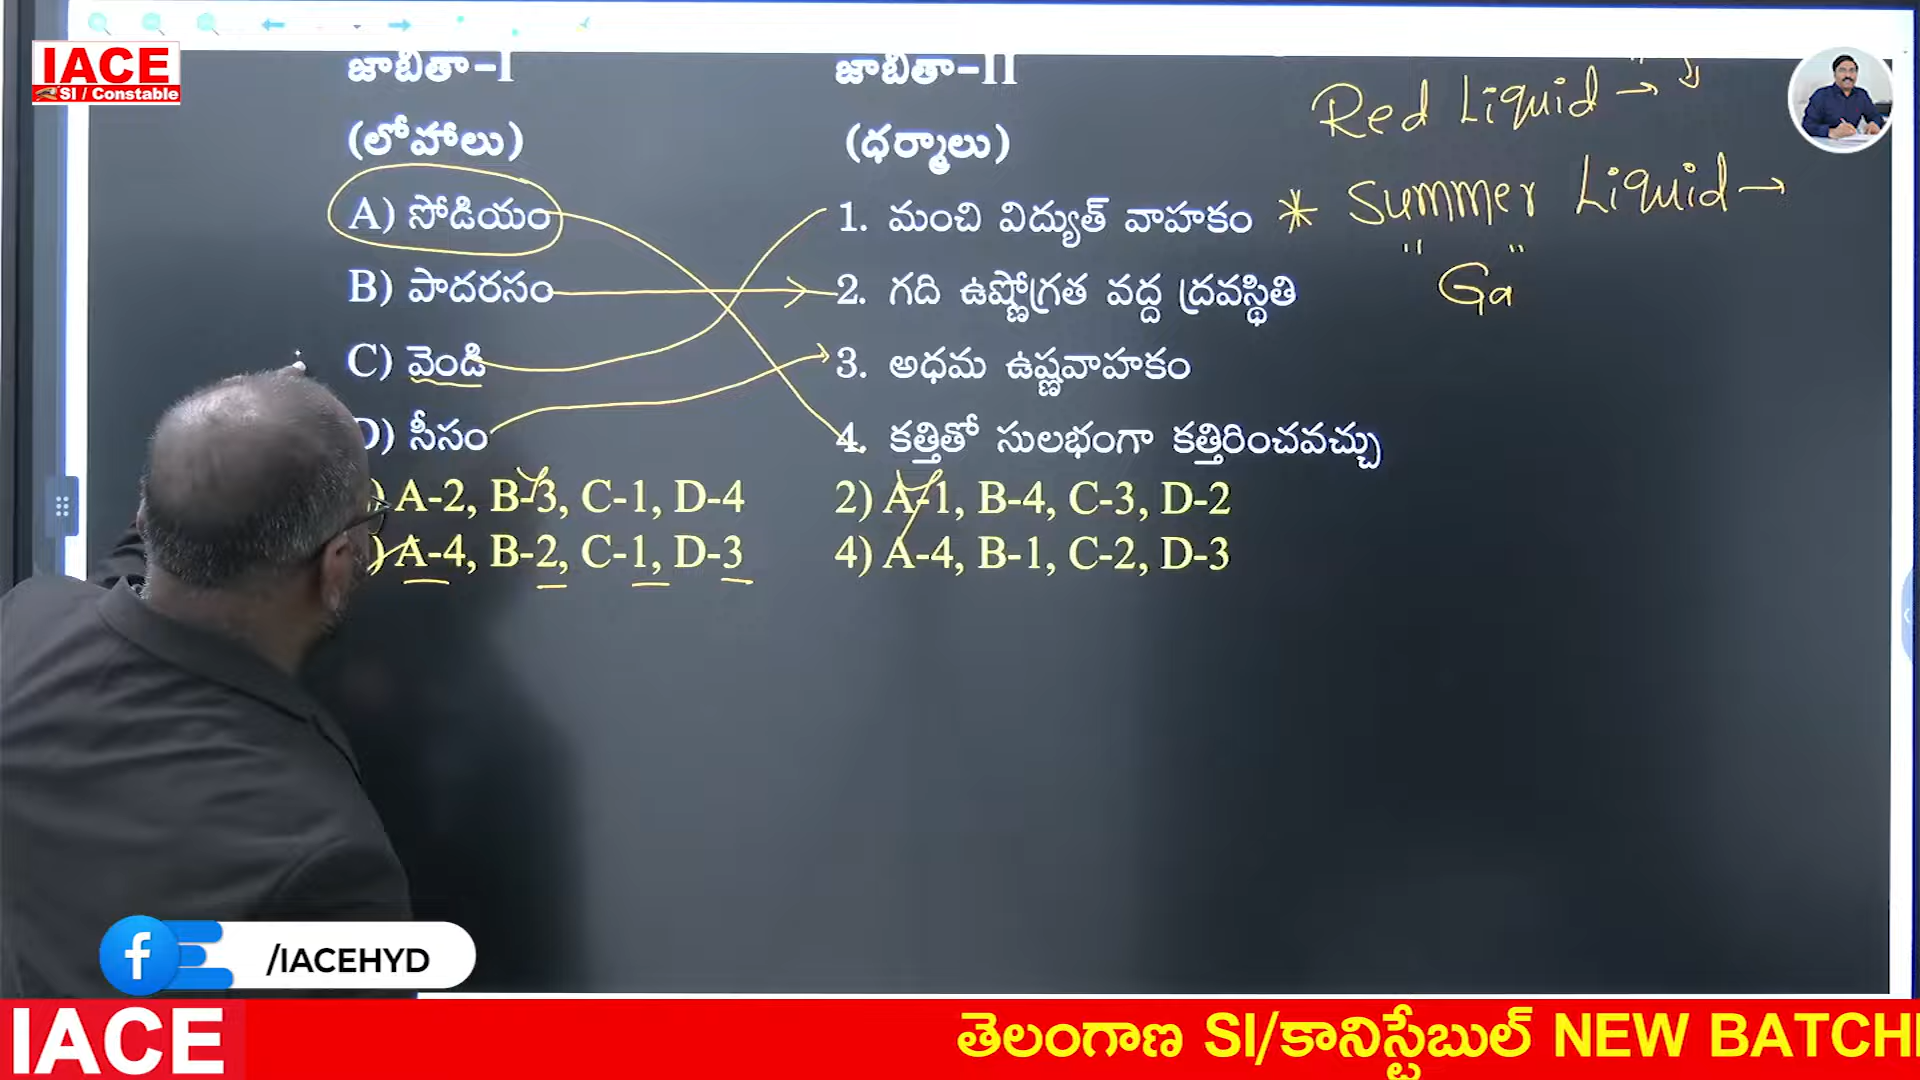 IACE
SI / Constable
జాబితా-I
జాబితా-II
(లోహాలు)
(ధర్మాలు)
A) సోడియం
1. మంచి విద్యుత్ వాహకం
B) పాదరసం
2. గది ఉష్ణోగ్రత వద్ద ద్రవస్థితి
C) వెండి
3. అధమ ఉష్ణవాహకం
D) సీసం
4. కత్తితో సులభంగా కత్తిరించవచ్చు
) A-2, B-3, C-1, D-4
2) A-1, B-4, C-3, D-2
) A-4, B-2, C-1, D-3
4) A-4, B-1, C-2, D-3
Red Liquid →
* Summer Liquid →
" Ga "
/IACEHYD
IACE
తెలంగాణ SI/కానిస్టేబుల్ NEW BATCH